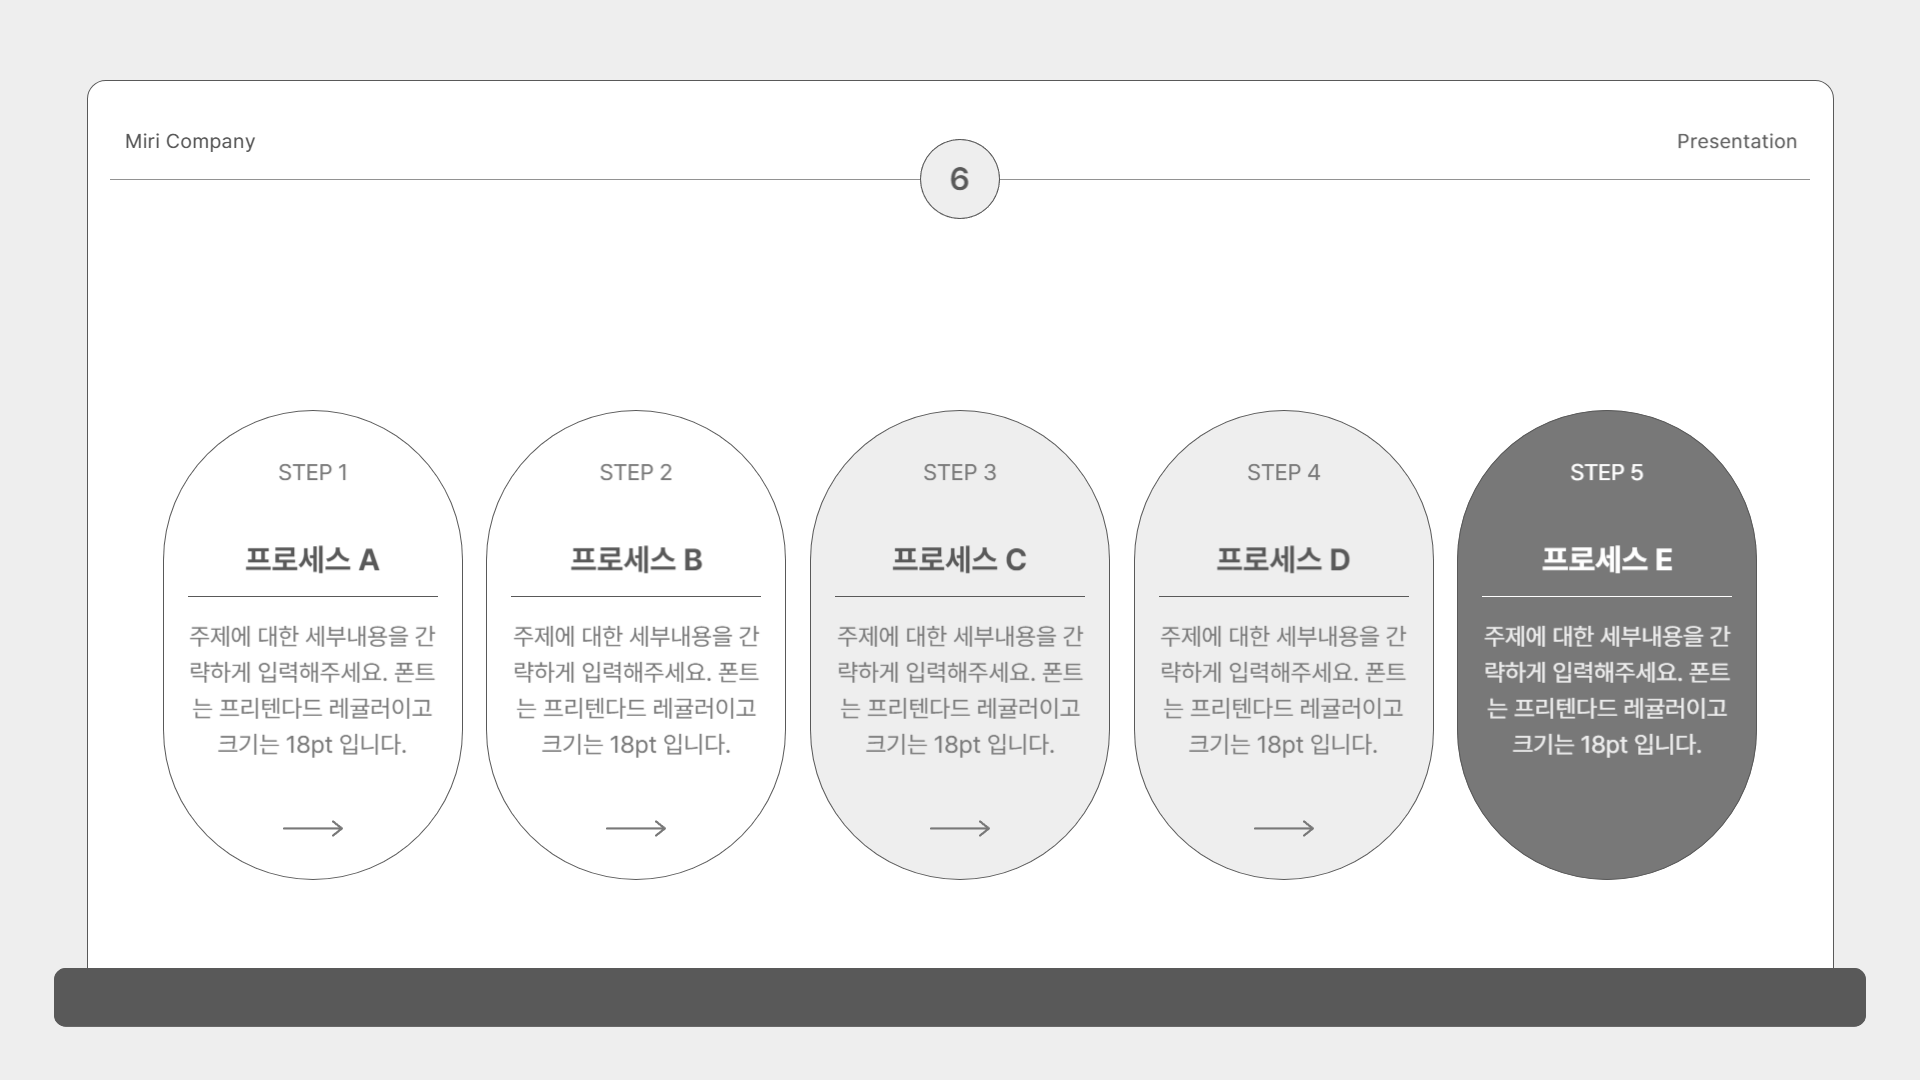 Miri Company
Presentation
6
STEP 1
프로세스 A
주제에 대한 세부내용을 간
략하게 입력해주세요. 폰트
는 프리텐다드 레귤러이고
크기는 18pt 입니다.
STEP 2
프로세스 B
주제에 대한 세부내용을 간
략하게 입력해주세요. 폰트
는 프리텐다드 레귤러이고
크기는 18pt 입니다.
STEP 3
프로세스 C
주제에 대한 세부내용을 간
략하게 입력해주세요. 폰트
는 프리텐다드 레귤러이고
크기는 18pt 입니다.
STEP 4
프로세스 D
주제에 대한 세부내용을 간
략하게 입력해주세요. 폰트
는 프리텐다드 레귤러이고
크기는 18pt 입니다.
STEP 5
프로세스 E
주제에 대한 세부내용을 간
략하게 입력해주세요. 폰트
는 프리텐다드 레귤러이고
크기는 18pt 입니다.